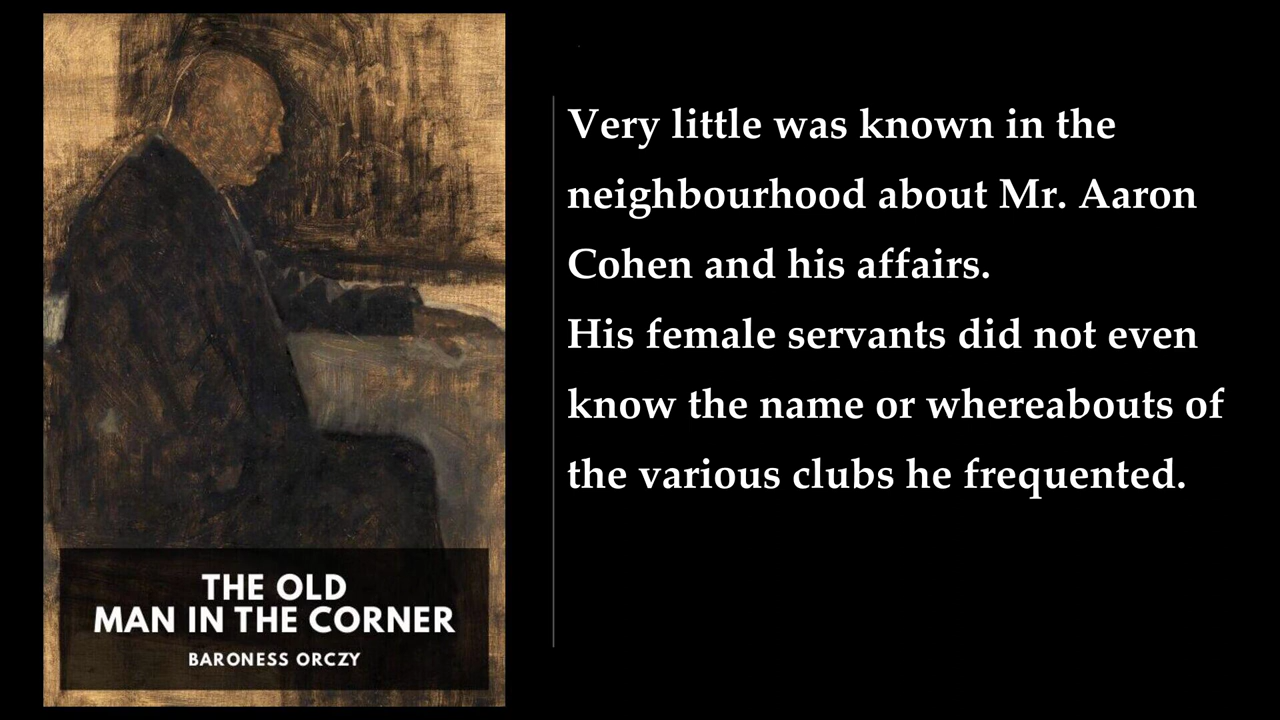 THE OLD
MAN IN THE CORNER
BARONESS ORCZY
Very little was known in the
neighbourhood about Mr. Aaron
Cohen and his affairs.
His female servants did not even
know the name or whereabouts of
the various clubs he frequented.